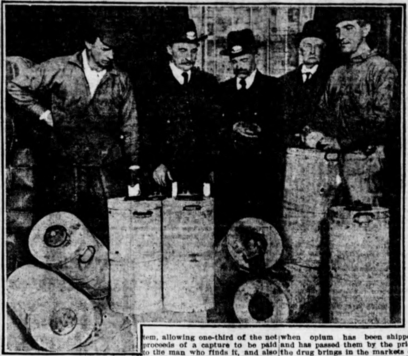 tem, allowing one-third of the net
proceeds of a capture to be paid
to the man who finds it, and also
when opium has been shipp
and has passed them by the pri
the drug brings in the markets